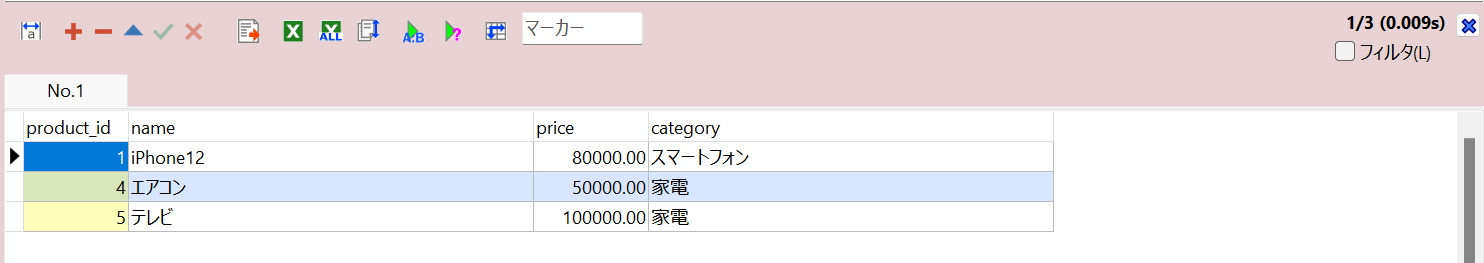 a X X ALL A.B ? マーカー 1/3 (0.009s)
フィルタ(L)
No.1
product_id name price category
1 iPhone12 80000.00 スマートフォン
4 エアコン 50000.00 家電
5 テレビ 100000.00 家電